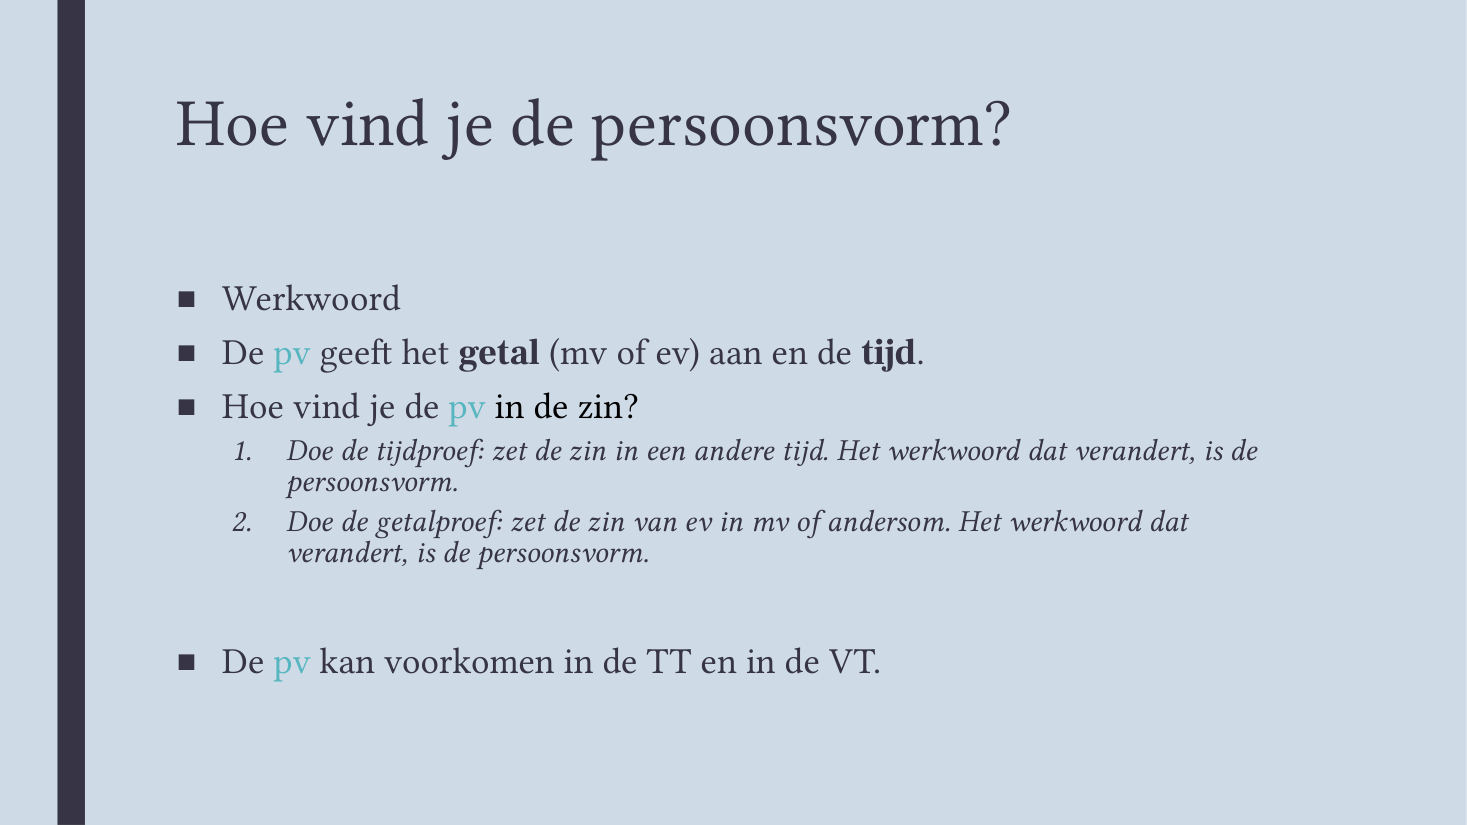 Hoe vind je de persoonsvorm?
■ Werkwoord
■ De pv geeft het getal (mv of ev) aan en de tijd.
■ Hoe vind je de pv in de zin?
1. Doe de tijdproef: zet de zin in een andere tijd. Het werkwoord dat verandert, is de
persoonsvorm.
2. Doe de getalproef: zet de zin van ev in mv of andersom. Het werkwoord dat
verandert, is de persoonsvorm.
■ De pv kan voorkomen in de TT en in de VT.